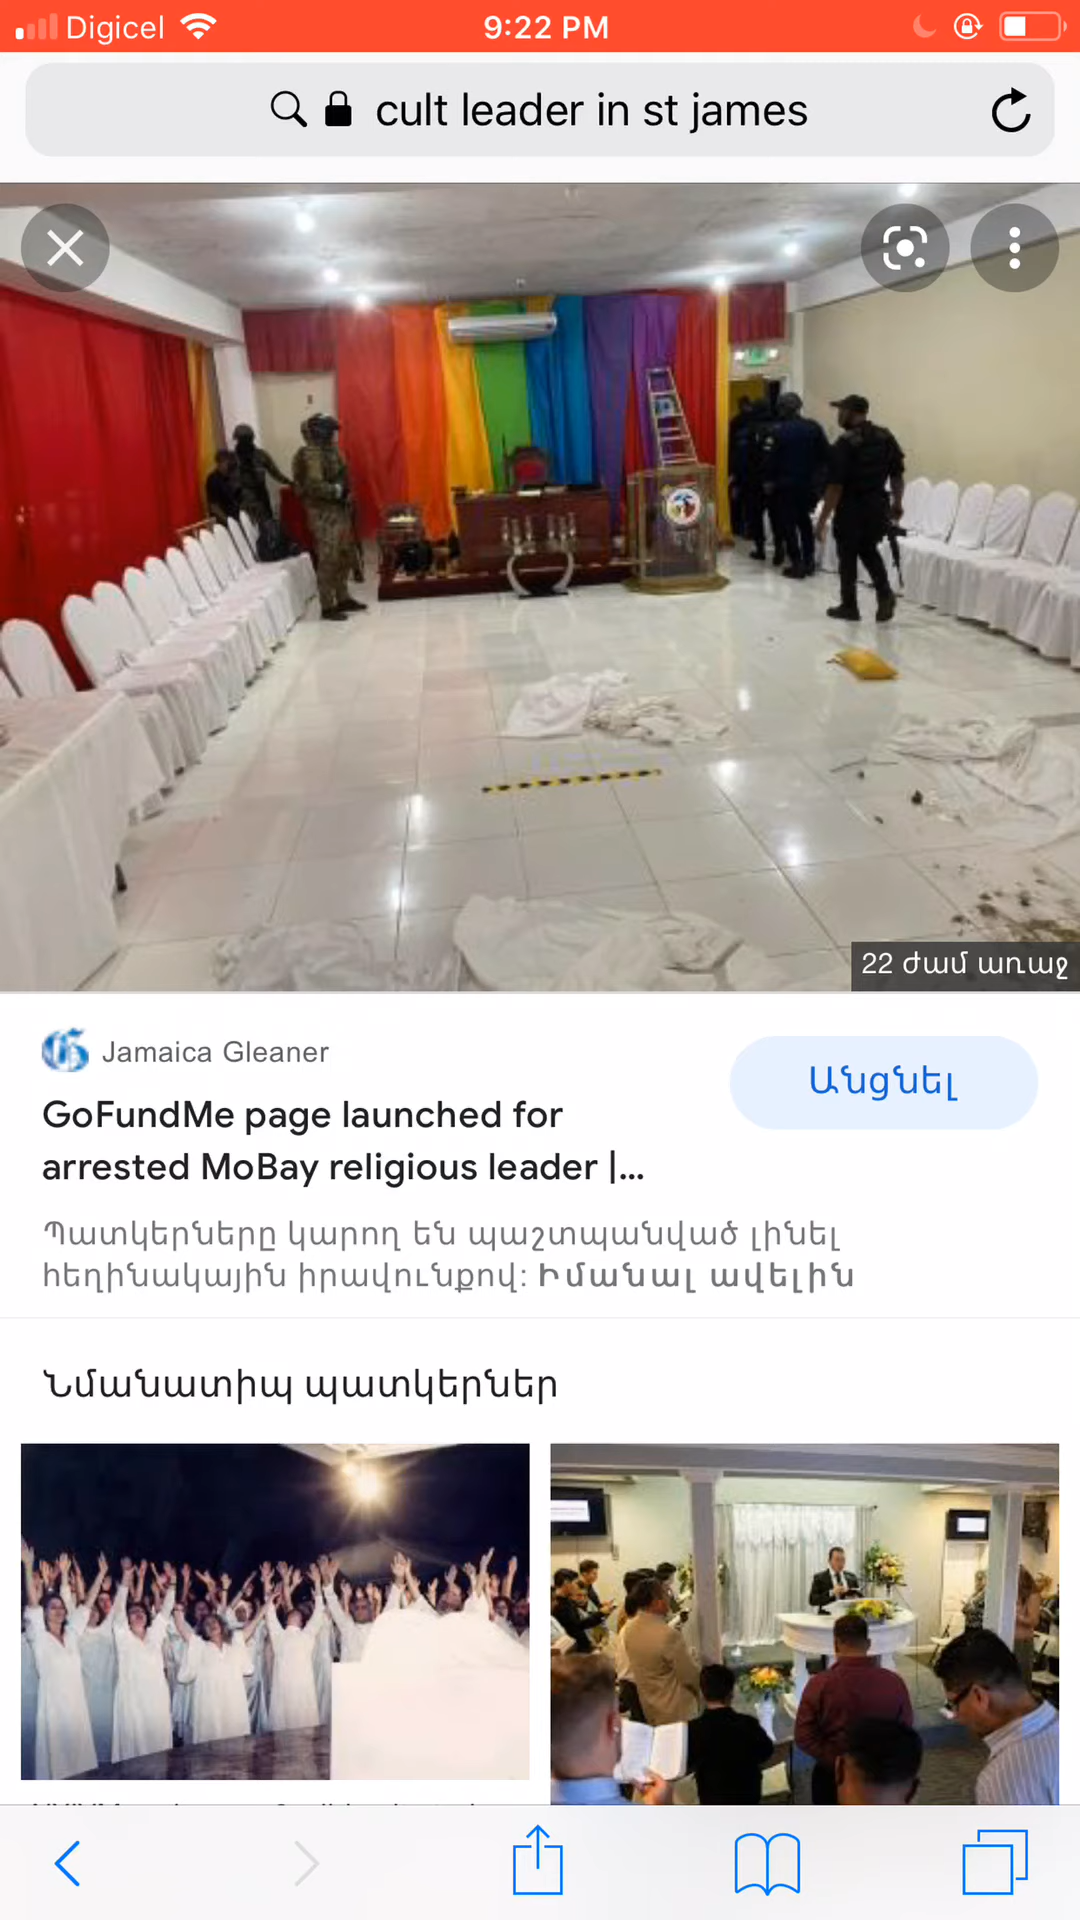 Digicel
9:22 PM
cult leader in st james
22 ժամ առաջ
Jamaica Gleaner
Անցնել
GoFundMe page launched for
arrested MoBay religious leader |...
Պատկերները կարող են պաշտպանված լինել
հեղինակային իրավունքով: Իմանալ ավելին
Նմանատիպ պատկերներ